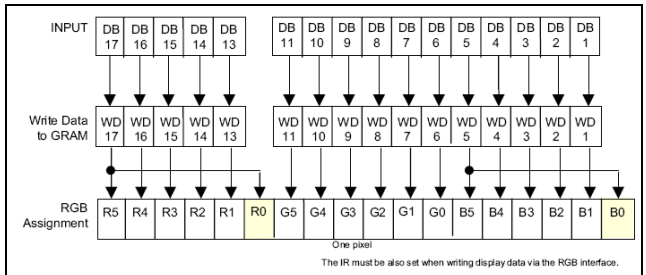 INPUT DB 17 DB 16 DB 15 DB 14 DB 13 DB 11 DB 10 DB 9 DB 8 DB 7 DB 6 DB 5 DB 4 DB 3 DB 2 DB 1
Write Data to GRAM WD 17 WD 16 WD 15 WD 14 WD 13 WD 11 WD 10 WD 9 WD 8 WD 7 WD 6 WD 5 WD 4 WD 3 WD 2 WD 1
RGB Assignment R5 R4 R3 R2 R1 R0 G5 G4 G3 G2 G1 G0 B5 B4 B3 B2 B1 B0
One pixel
The IR must be also set when writing display data via the RGB interface.